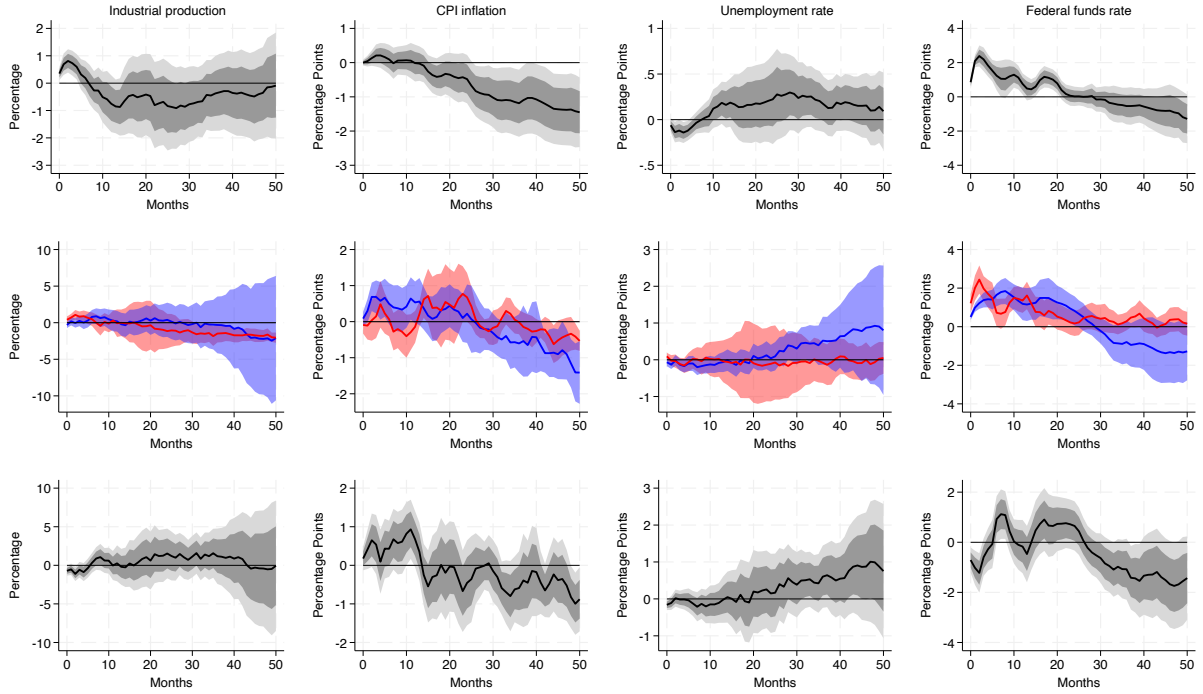 Industrial production
CPI inflation
Unemployment rate
Federal funds rate
Percentage
2
1
0
-1
-2
-3
0 10 20 30 40 50
Months
Percentage Points
1
0
-1
-2
-3
0 10 20 30 40 50
Months
Percentage Points
1
.5
0
-.5
0 10 20 30 40 50
Months
Percentage Points
4
2
0
-2
-4
0 10 20 30 40 50
Months
Percentage
10
5
0
-5
-10
0 10 20 30 40 50
Months
Percentage Points
2
1
0
-1
-2
0 10 20 30 40 50
Months
Percentage Points
3
2
1
0
-1
0 10 20 30 40 50
Months
Percentage Points
4
2
0
-2
-4
0 10 20 30 40 50
Months
Percentage
10
5
0
-5
-10
0 10 20 30 40 50
Months
Percentage Points
2
1
0
-1
-2
0 10 20 30 40 50
Months
Percentage Points
3
2
1
0
-1
0 10 20 30 40 50
Months
Percentage Points
2
0
-2
-4
0 10 20 30 40 50
Months